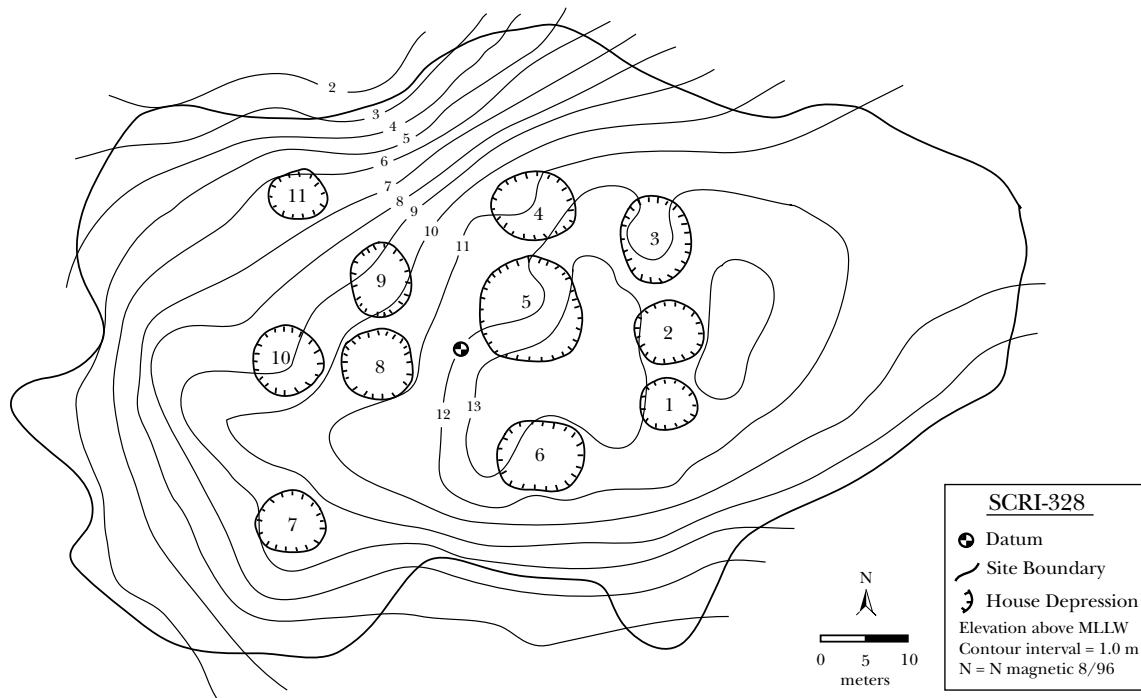 2
3
4
5
6
7
8
9
10
11
12
13
11
4
3
9
5
2
10
8
1
6
7
N
0 5 10
meters
SCRI-328
Datum
Site Boundary
House Depression
Elevation above MLLW
Contour interval = 1.0 m
N = N magnetic 8/96